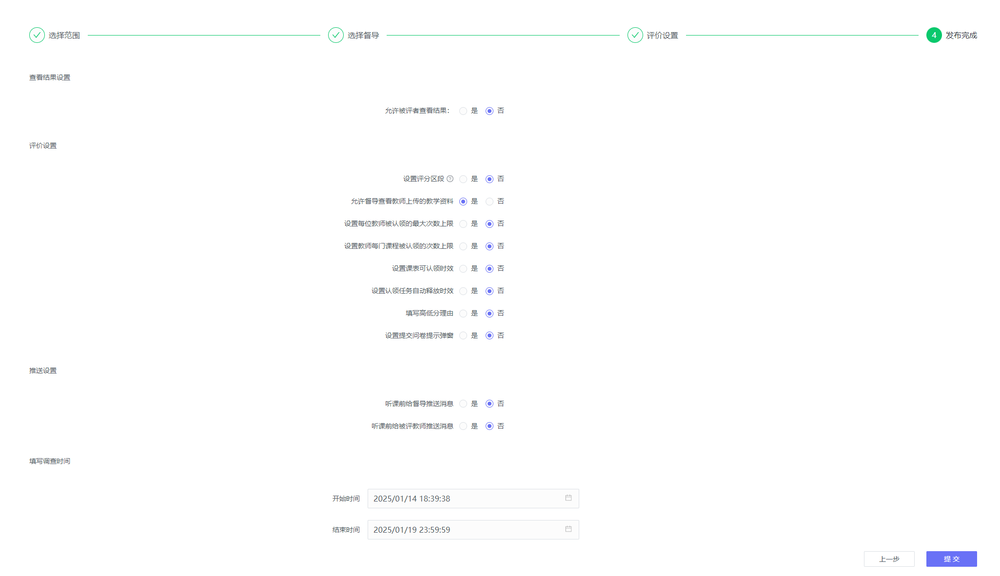 选择范围 选择督导 评价设置 4 发布完成
查看结果设置
允许被评者查看结果： 是 否
评价设置
设置评分区段 ? 是 否
允许督导查看教师上传的教学资料 是 否
设置每位教师被认领的最大次数上限 是 否
设置教师每门课程被认领的次数上限 是 否
设置课表可认领时效 是 否
设置认领任务自动释放时效 是 否
填写高低分理由 是 否
设置提交问卷提示弹窗 是 否
推送设置
听课前给督导推送消息 是 否
听课前给被评教师推送消息 是 否
填写调查时间
开始时间 2025/01/14 18:39:38
结束时间 2025/01/19 23:59:59
上一步 提 交